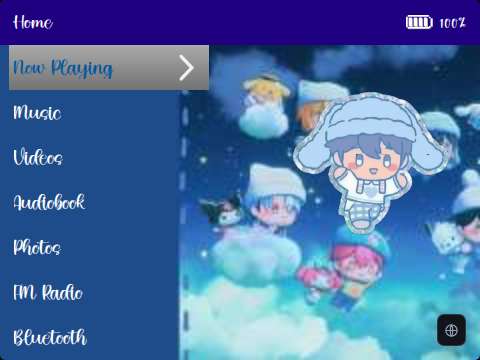 Home
100%
Now Playing
Music
Videos
Audiobook
Photos
FM Radio
Bluetooth